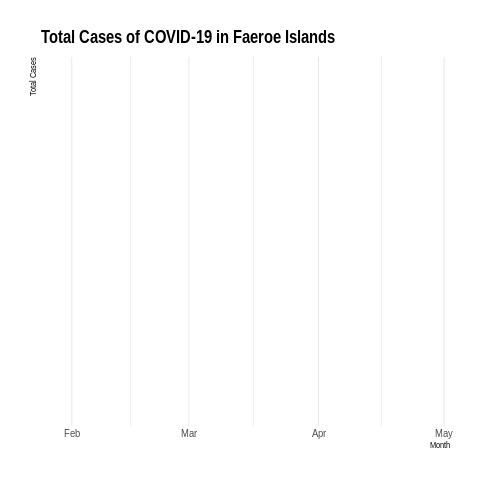 Total Cases of COVID-19 in Faeroe Islands
Total Cases
Feb Mar Apr May
Month